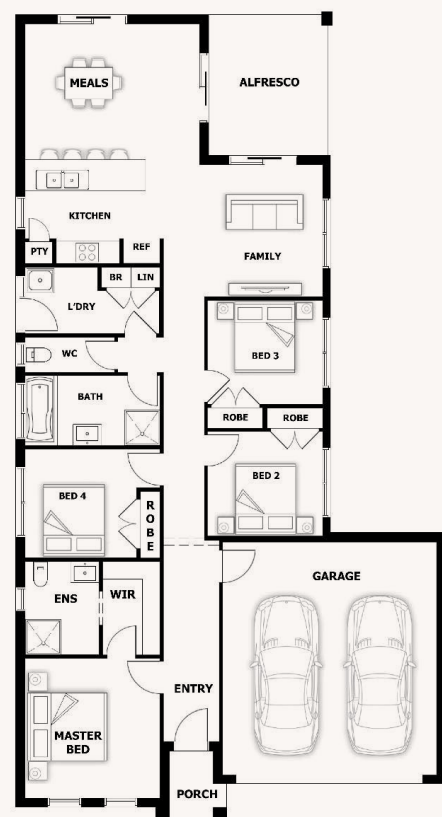 MEALS
ALFRESCO
KITCHEN
PTY
REF
FAMILY
BR
LIN
L'DRY
WC
BED 3
BATH
ROBE
ROBE
BED 2
BED 4
ROBE
GARAGE
ENS
WIR
ENTRY
MASTER
BED
PORCH